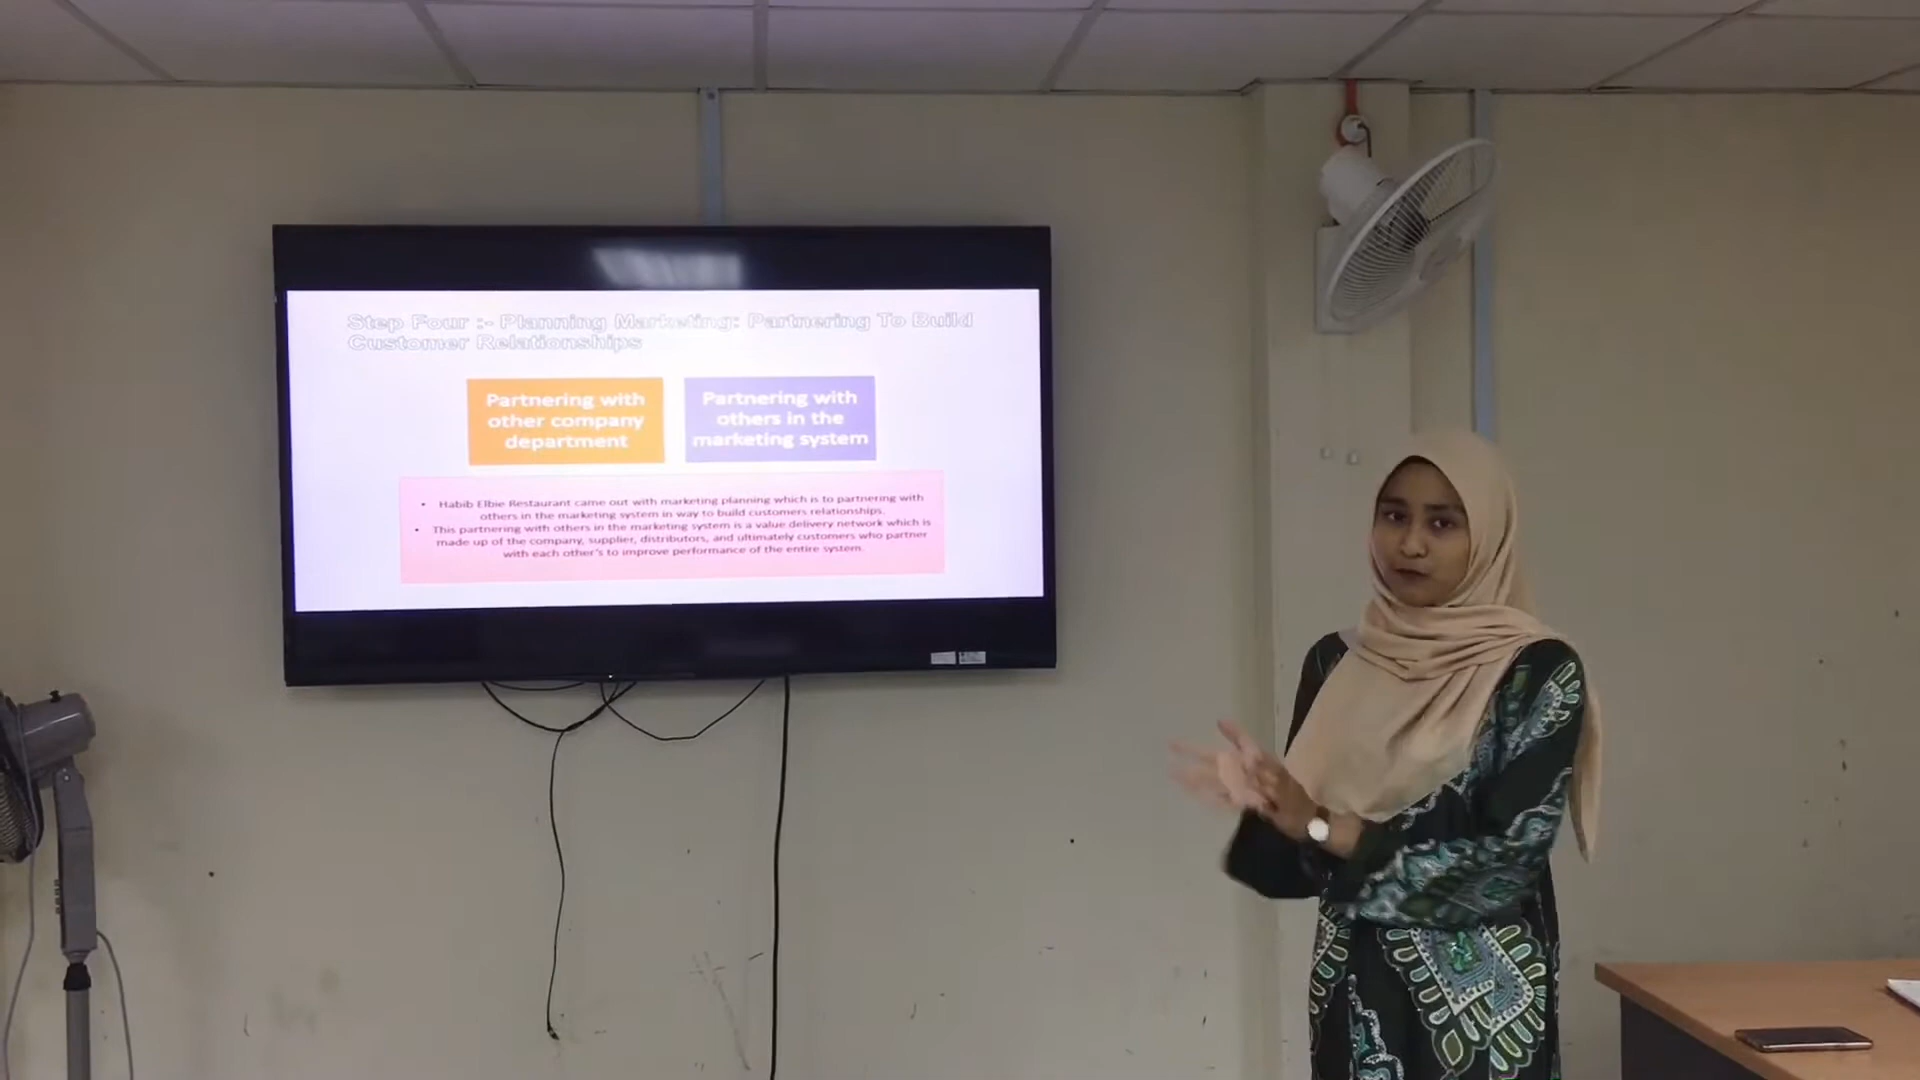 Step Four :- Planning Marketing: Partnering To Build
Customer Relationships
Partnering with
other company
department
Partnering with
others in the
marketing system
• Habib Elbie Restaurant came out with marketing planning which is to partnering with
others in the marketing system in way to build customers relationships.
• This partnering with others in the marketing system is a value delivery network which is
made up of the company, supplier, distributors, and ultimately customers who partner
with each other's to improve performance of the entire system.